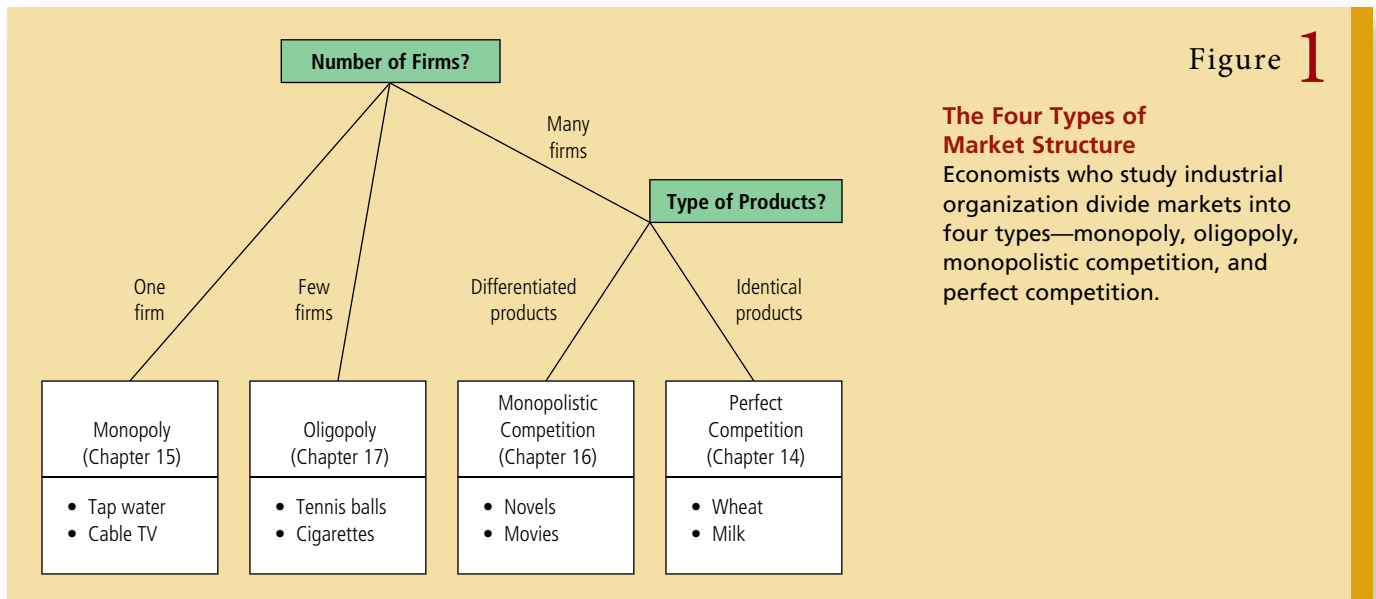 Number of Firms?
Many
firms
Type of Products?
One
firm
Few
firms
Differentiated
products
Identical
products
Monopoly
(Chapter 15)
• Tap water
• Cable TV
Oligopoly
(Chapter 17)
• Tennis balls
• Cigarettes
Monopolistic
Competition
(Chapter 16)
• Novels
• Movies
Perfect
Competition
(Chapter 14)
• Wheat
• Milk
Figure 1
The Four Types of
Market Structure
Economists who study industrial
organization divide markets into
four types—monopoly, oligopoly,
monopolistic competition, and
perfect competition.